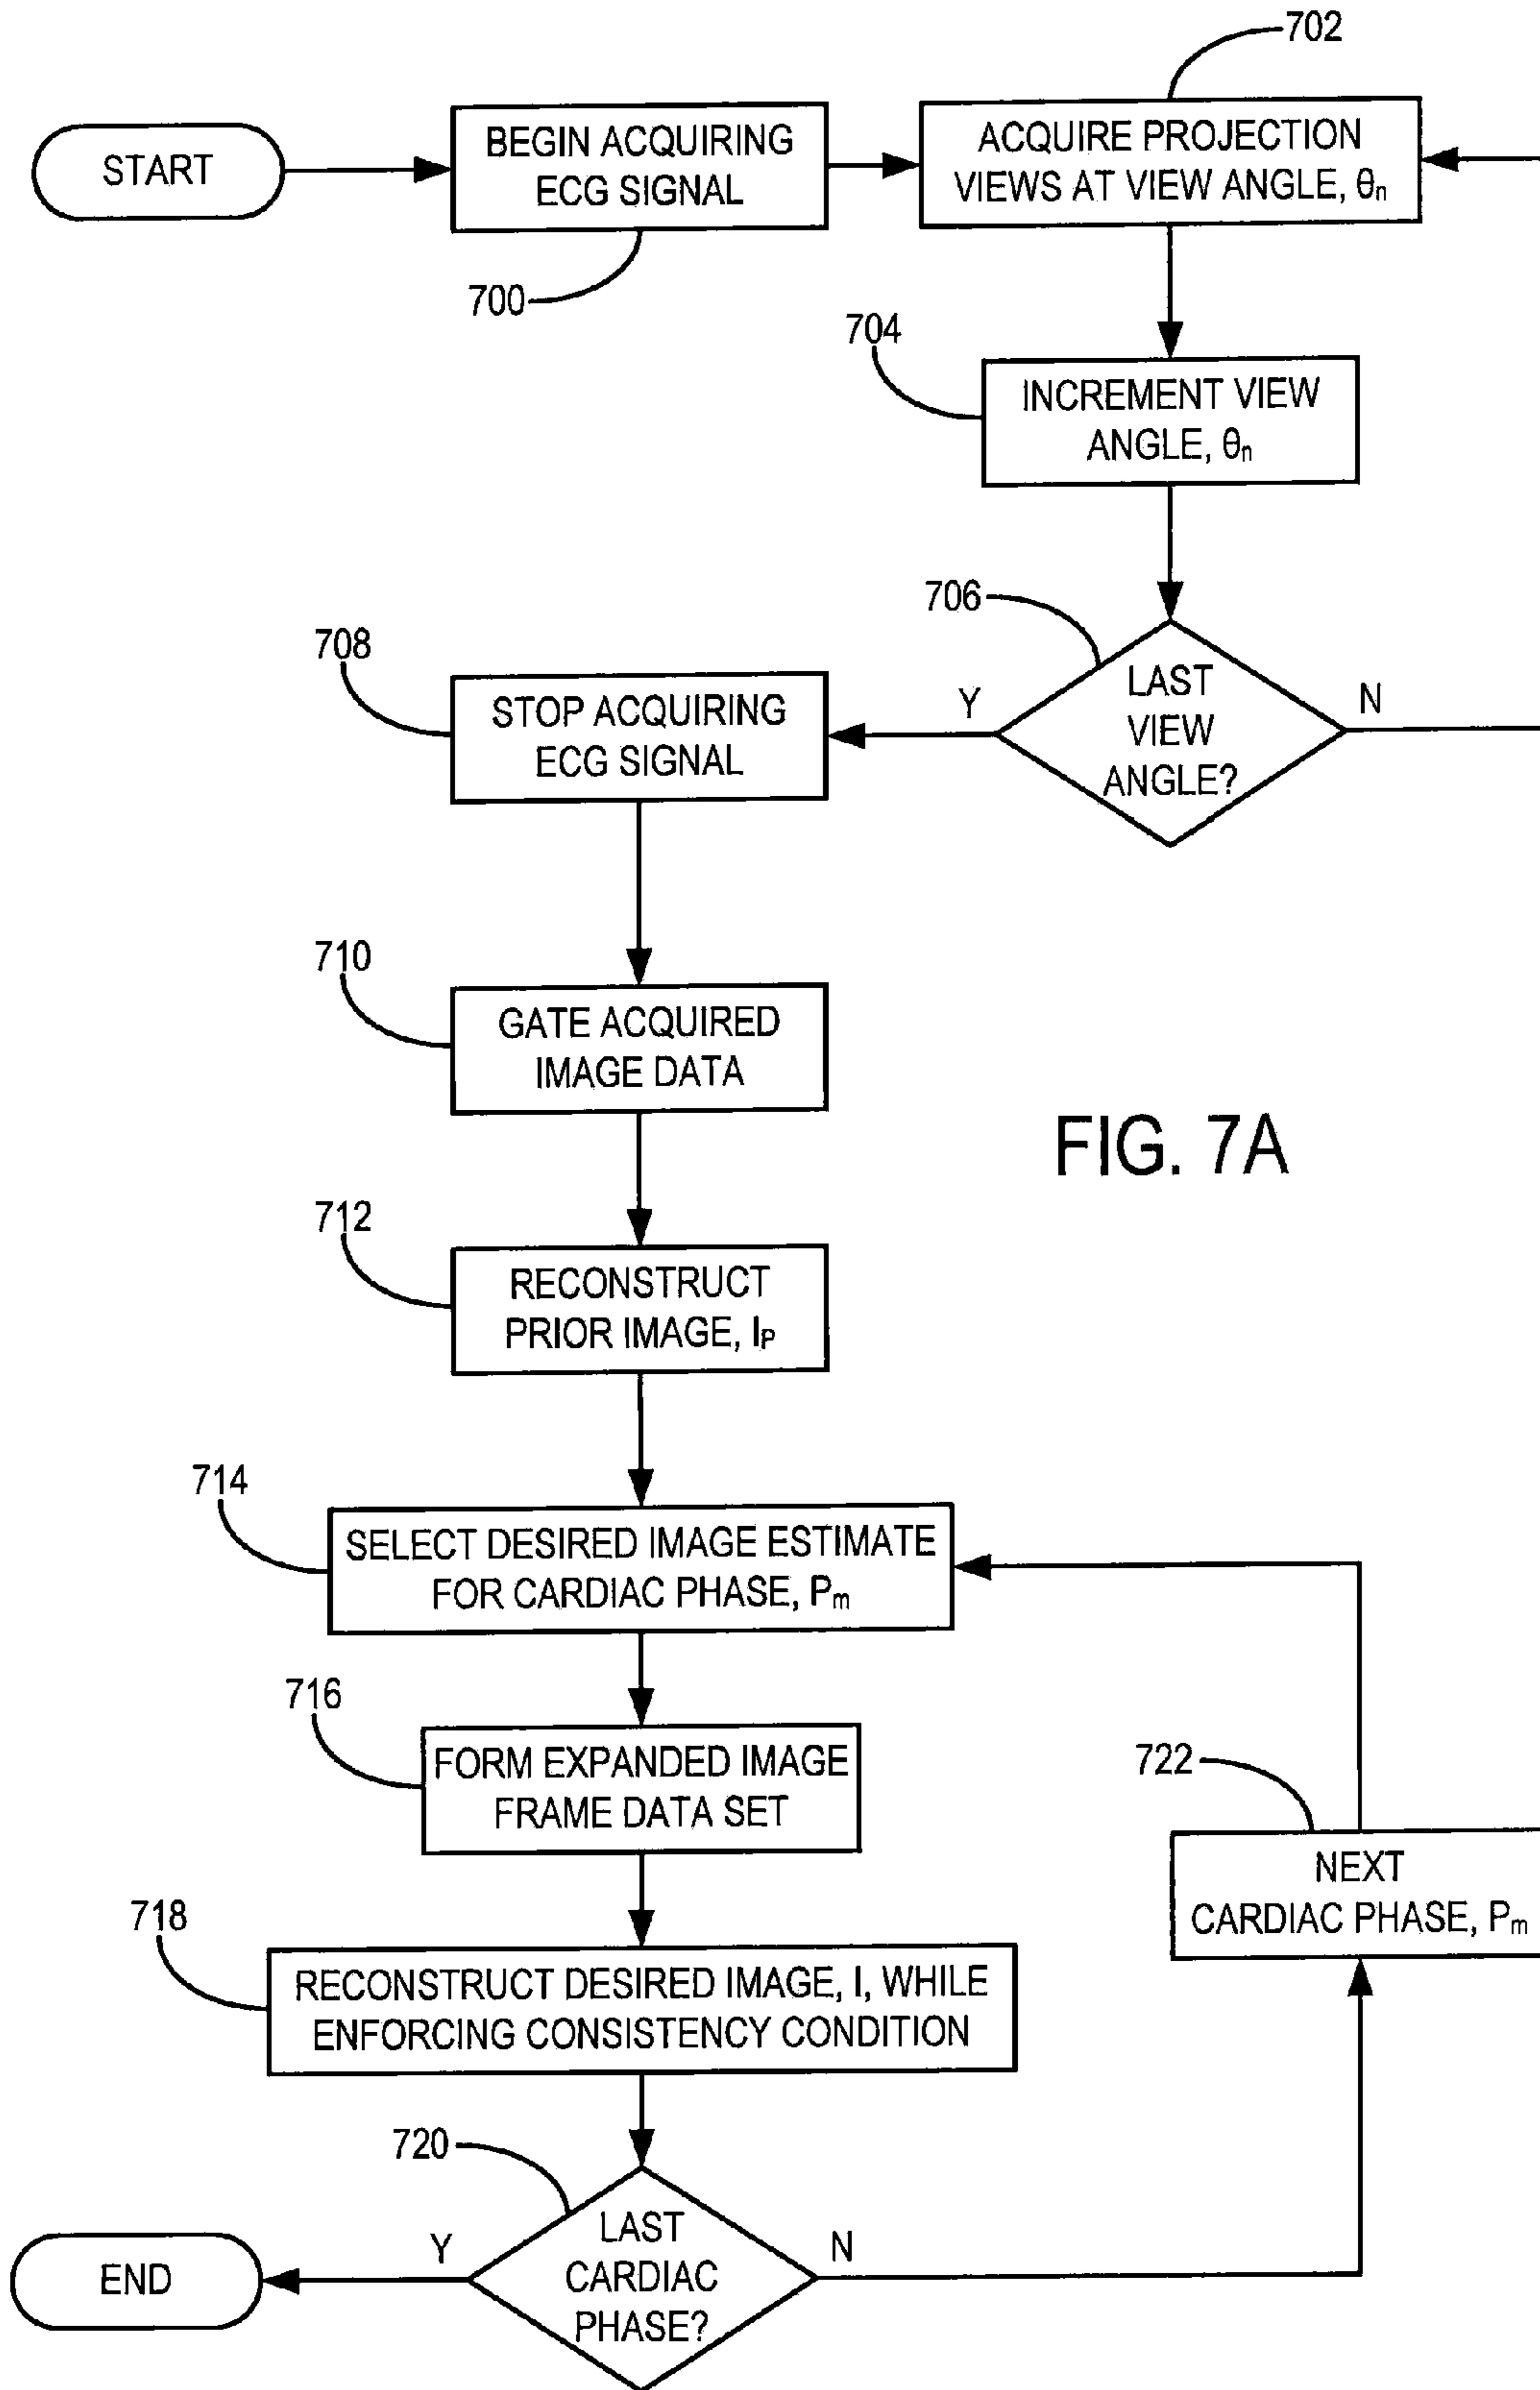 702
START
BEGIN ACQUIRING
ECG SIGNAL
ACQUIRE PROJECTION
VIEWS AT VIEW ANGLE, θn
700
704
INCREMENT VIEW
ANGLE, θn
706
LAST
VIEW
ANGLE?
Y
N
708
STOP ACQUIRING
ECG SIGNAL
710
GATE ACQUIRED
IMAGE DATA
FIG. 7A
712
RECONSTRUCT
PRIOR IMAGE, IP
714
SELECT DESIRED IMAGE ESTIMATE
FOR CARDIAC PHASE, Pm
716
FORM EXPANDED IMAGE
FRAME DATA SET
722
NEXT
CARDIAC PHASE, Pm
718
RECONSTRUCT DESIRED IMAGE, I, WHILE
ENFORCING CONSISTENCY CONDITION
720
LAST
CARDIAC
PHASE?
Y
N
END